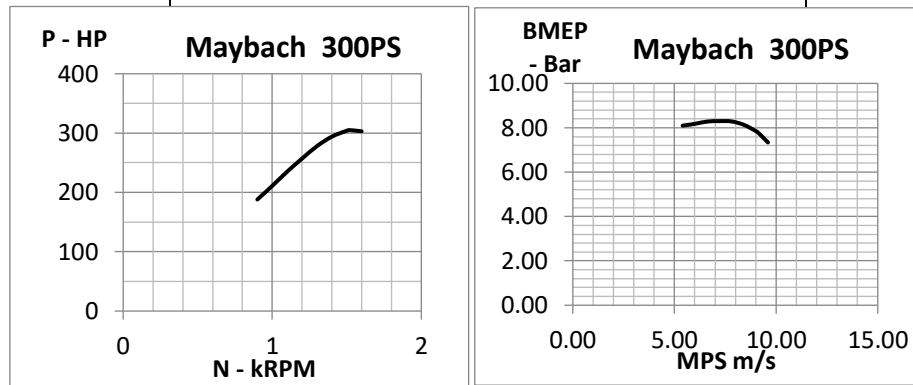 P - HP
Maybach 300PS
400
300
200
100
0
0 1 2
N - kRPM
BMEP
- Bar
Maybach 300PS
10.00
8.00
6.00
4.00
2.00
0.00
0.00 5.00 10.00 15.00
MPS m/s